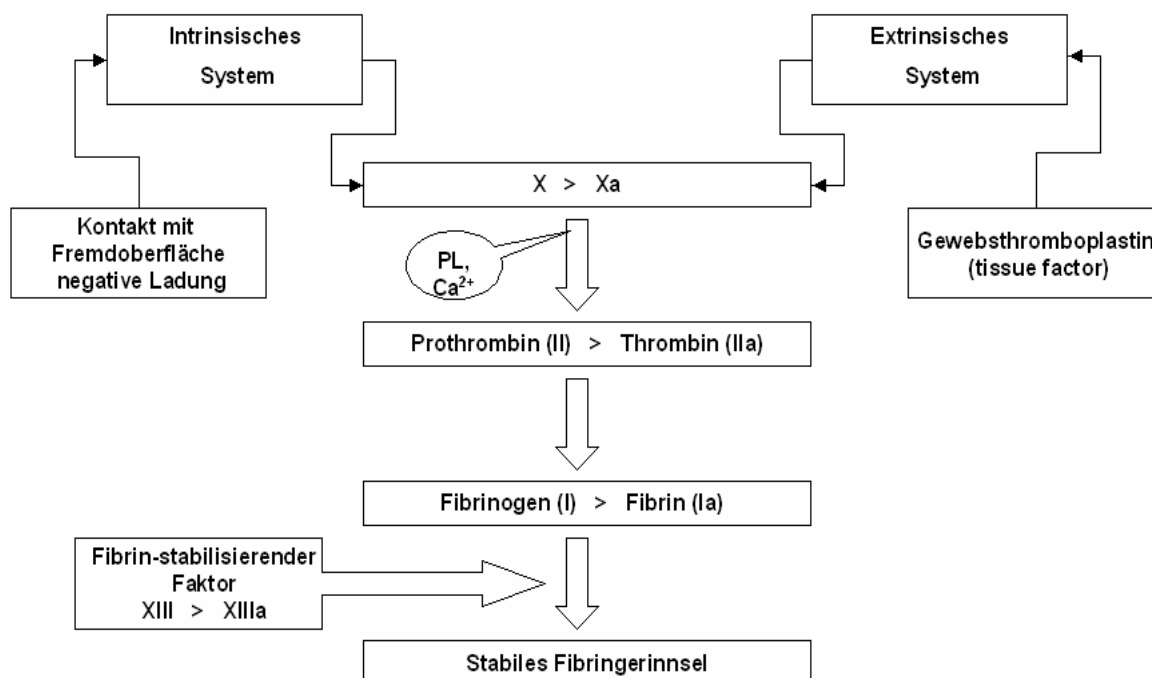 Intrinsisches
System
Extrinsisches
System
X > Xa
Kontakt mit
Fremdoberfläche
negative Ladung
Gewebsthromboplastin
(tissue factor)
PL,
Ca²⁺
Prothrombin (II) > Thrombin (IIa)
Fibrinogen (I) > Fibrin (Ia)
Fibrin-stabilisierender
Faktor
XIII > XIIIa
Stabiles Fibringerinnsel